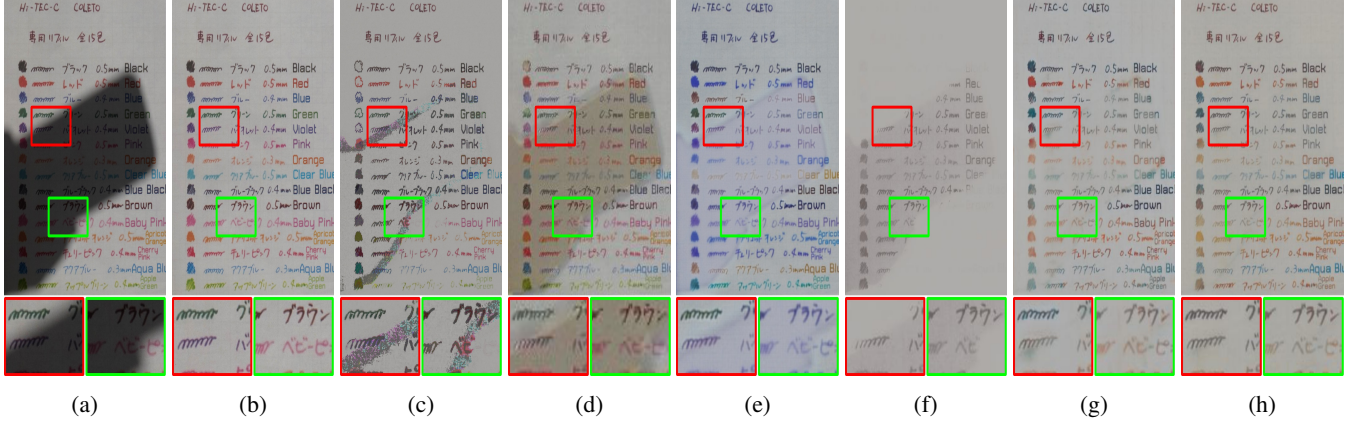 HI-TEC-C COLETO
専用リフィル 全15色
ブラック 0.5mm Black
レッド 0.5mm Red
ブルー 0.4mm Blue
グリーン 0.5mm Green
バイオレット 0.4mm Violet
ピンク 0.5mm Pink
オレンジ 0.3mm Orange
クリアブルー 0.5mm Clear Blue
ブルーブラック 0.4mm Blue Black
ブラウン 0.5mm Brown
ベビーピンク 0.4mm Baby Pink
アプリコットオレンジ 0.5mm Apricot Orange
チェリーピンク 0.4mm Cherry Pink
アクアブルー 0.3mm Aqua Blue
アップルグリーン 0.4mm Apple Green
(a) (b) (c) (d) (e) (f) (g) (h)